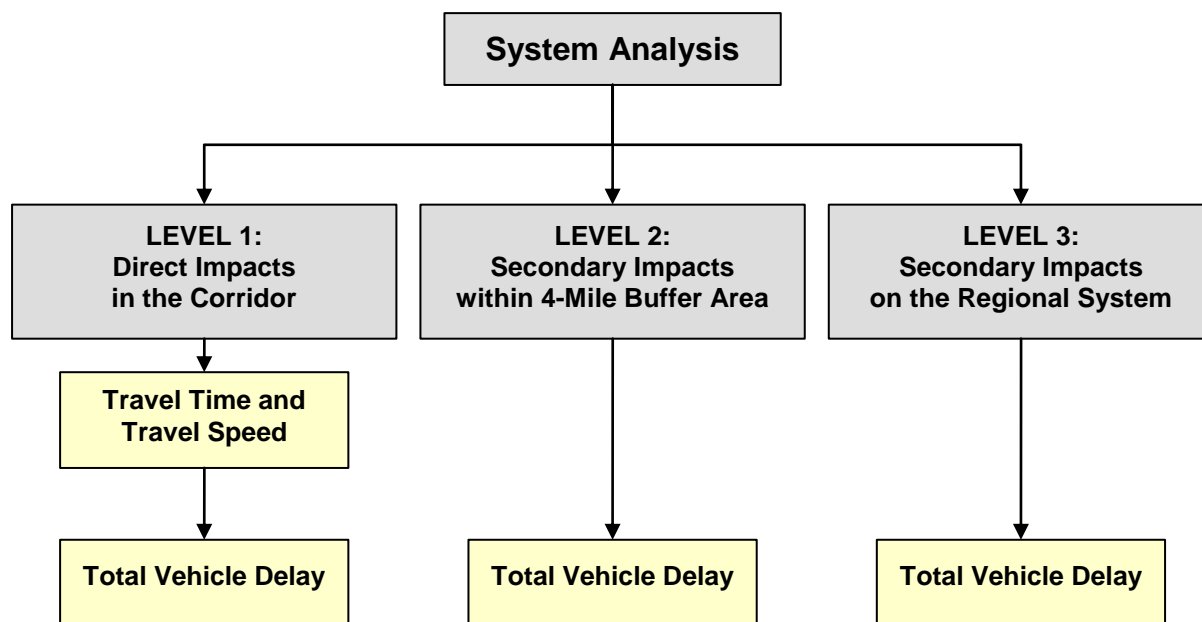 System Analysis
LEVEL 1:
Direct Impacts
in the Corridor
LEVEL 2:
Secondary Impacts
within 4-Mile Buffer Area
LEVEL 3:
Secondary Impacts
on the Regional System
Travel Time and
Travel Speed
Total Vehicle Delay
Total Vehicle Delay
Total Vehicle Delay